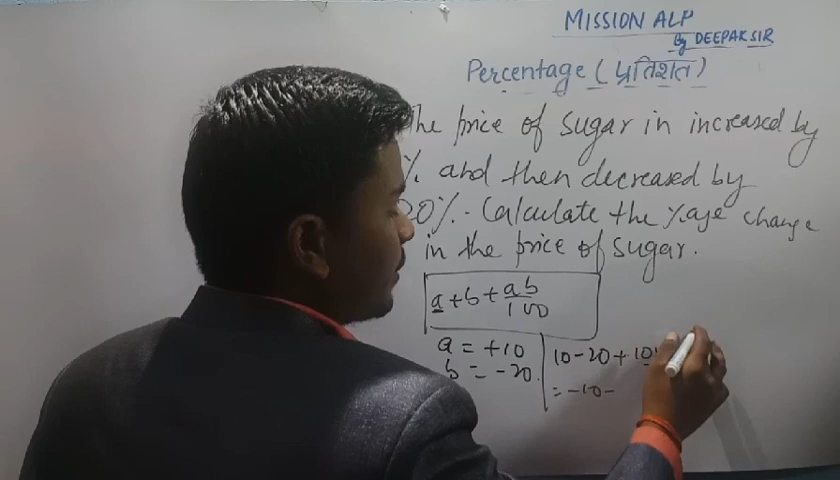 MISSION ALP
By DEEPAK SIR
Percentage (प्रतिशत)
The price of sugar in increased by
% and then decreased by
20%. Calculate the %age change
in the price of sugar.
a + b + ab/100
a = +10
b = -20
10-20+10
= -10-